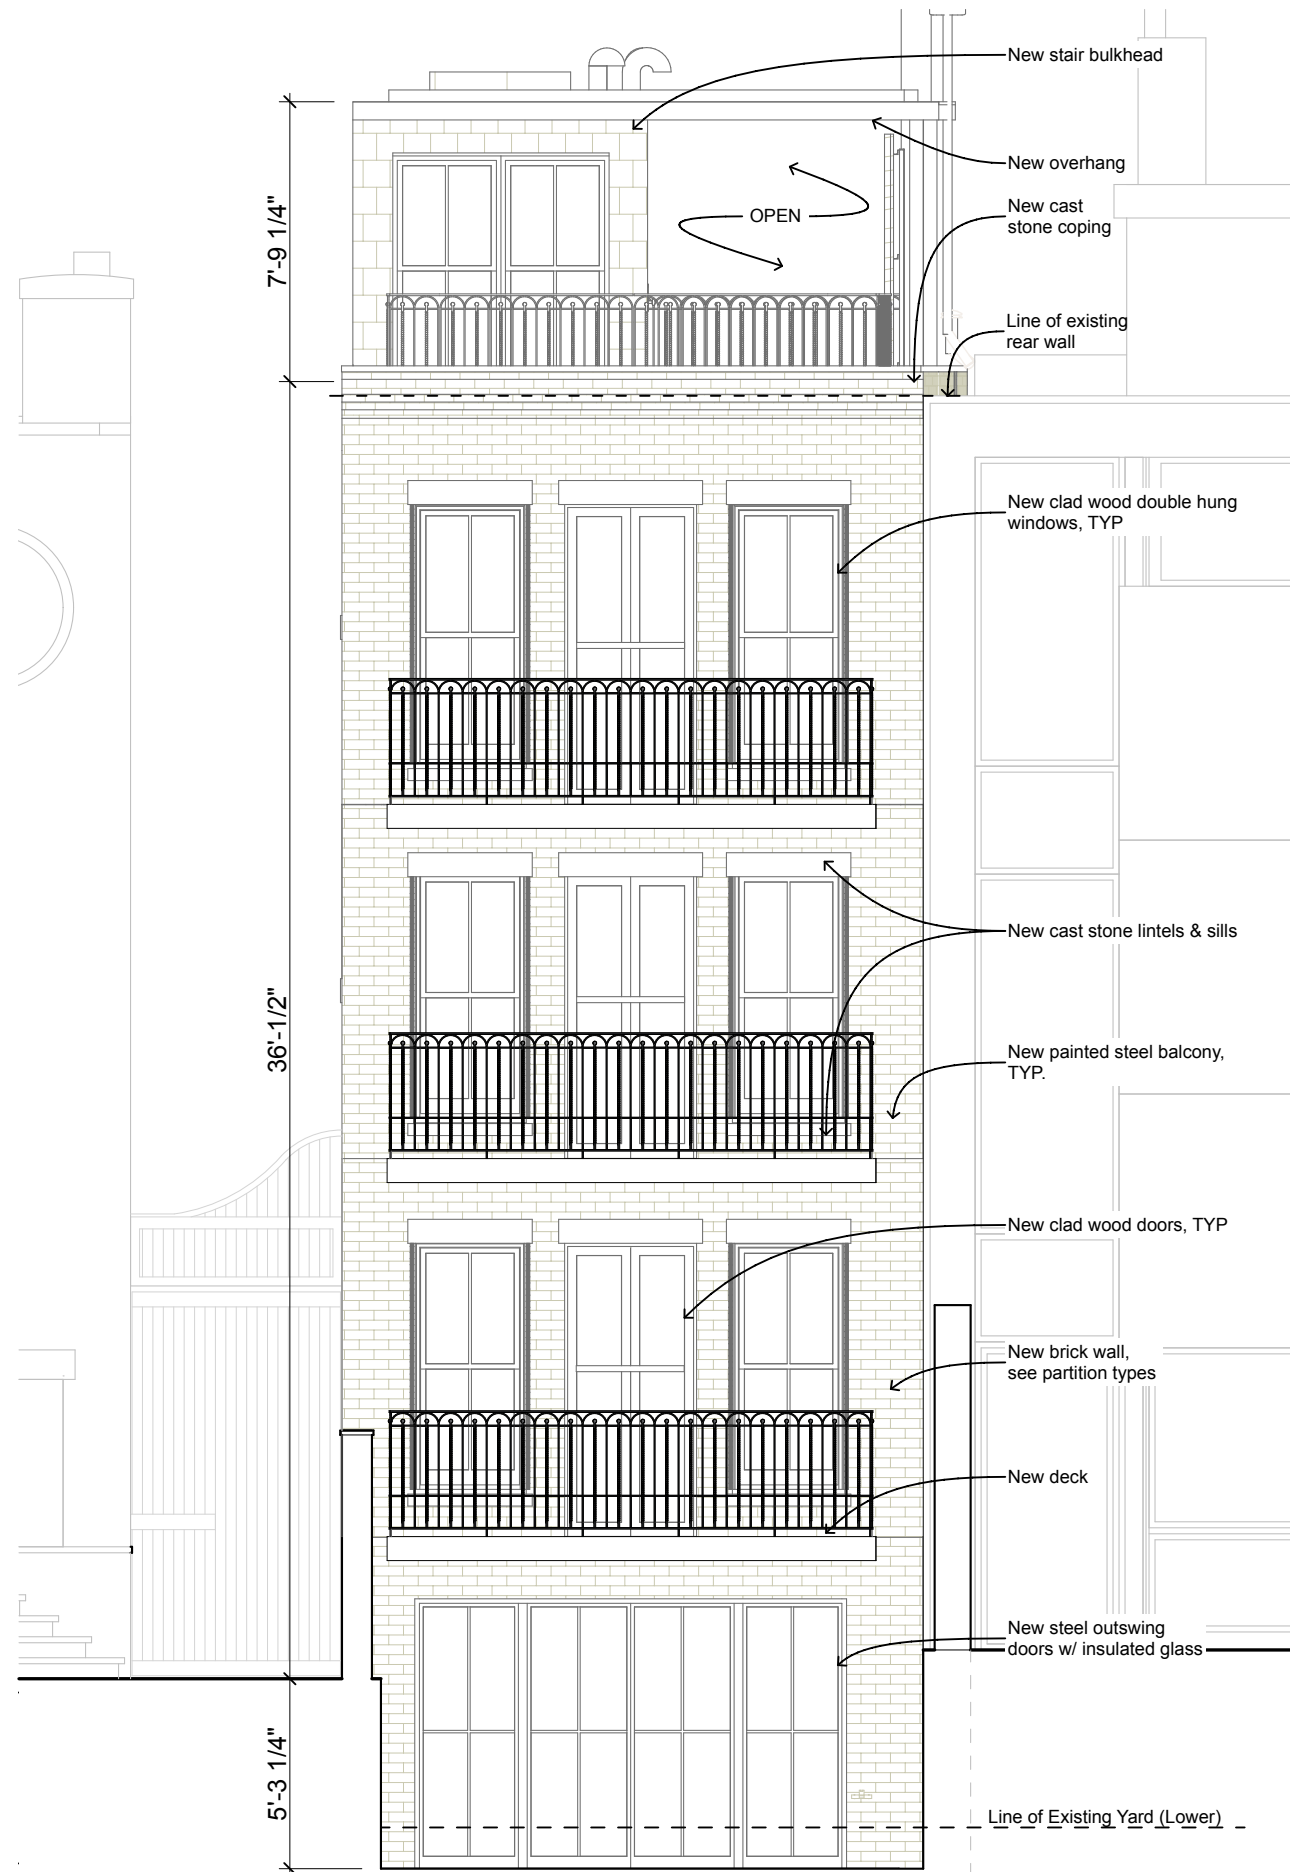 New stair bulkhead
New overhang
7'-9 1/4"
New cast
stone coping
OPEN
Line of existing
rear wall
New clad wood double hung
windows, TYP
New cast stone lintels & sills
36'-1/2"
New painted steel balcony,
TYP.
New clad wood doors, TYP
New brick wall,
see partition types
New deck
New steel outswing
doors w/ insulated glass
5'-3 1/4"
Line of Existing Yard (Lower)